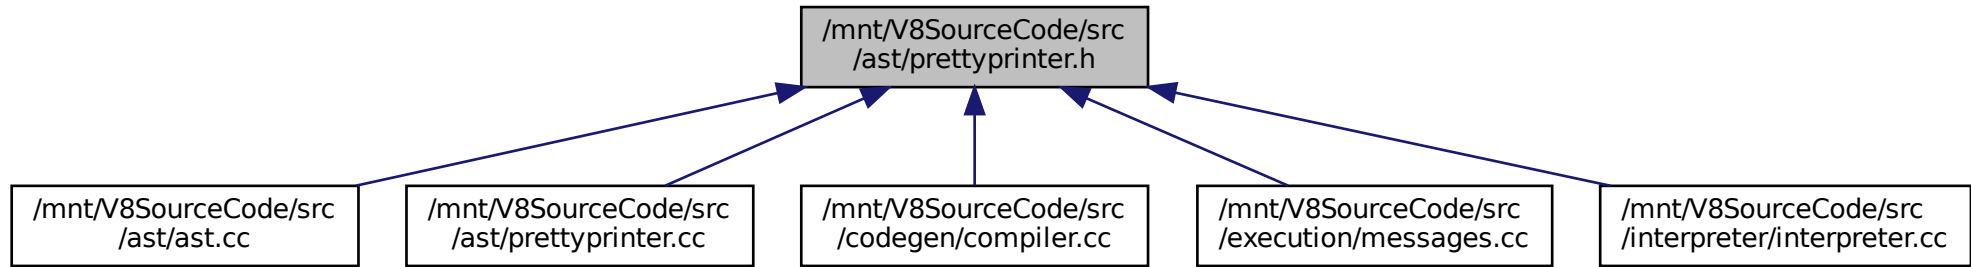 /mnt/V8SourceCode/src
/ast/prettyprinter.h
/mnt/V8SourceCode/src
/ast/ast.cc
/mnt/V8SourceCode/src
/ast/prettyprinter.cc
/mnt/V8SourceCode/src
/codegen/compiler.cc
/mnt/V8SourceCode/src
/execution/messages.cc
/mnt/V8SourceCode/src
/interpreter/interpreter.cc